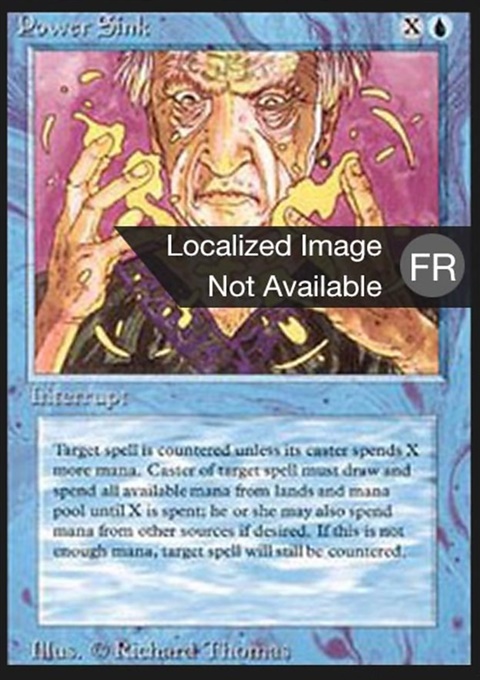 Power Sink X
Localized Image
Not Available
FR
Interrupt
Target spell is countered unless its caster spends X
more mana. Caster of target spell must draw and
spend all available mana from lands and mana
pool until X is spent; he or she may also spend
mana from other sources if desired. If this is not
enough mana, target spell will still be countered.
Illus. © Richard Thomas